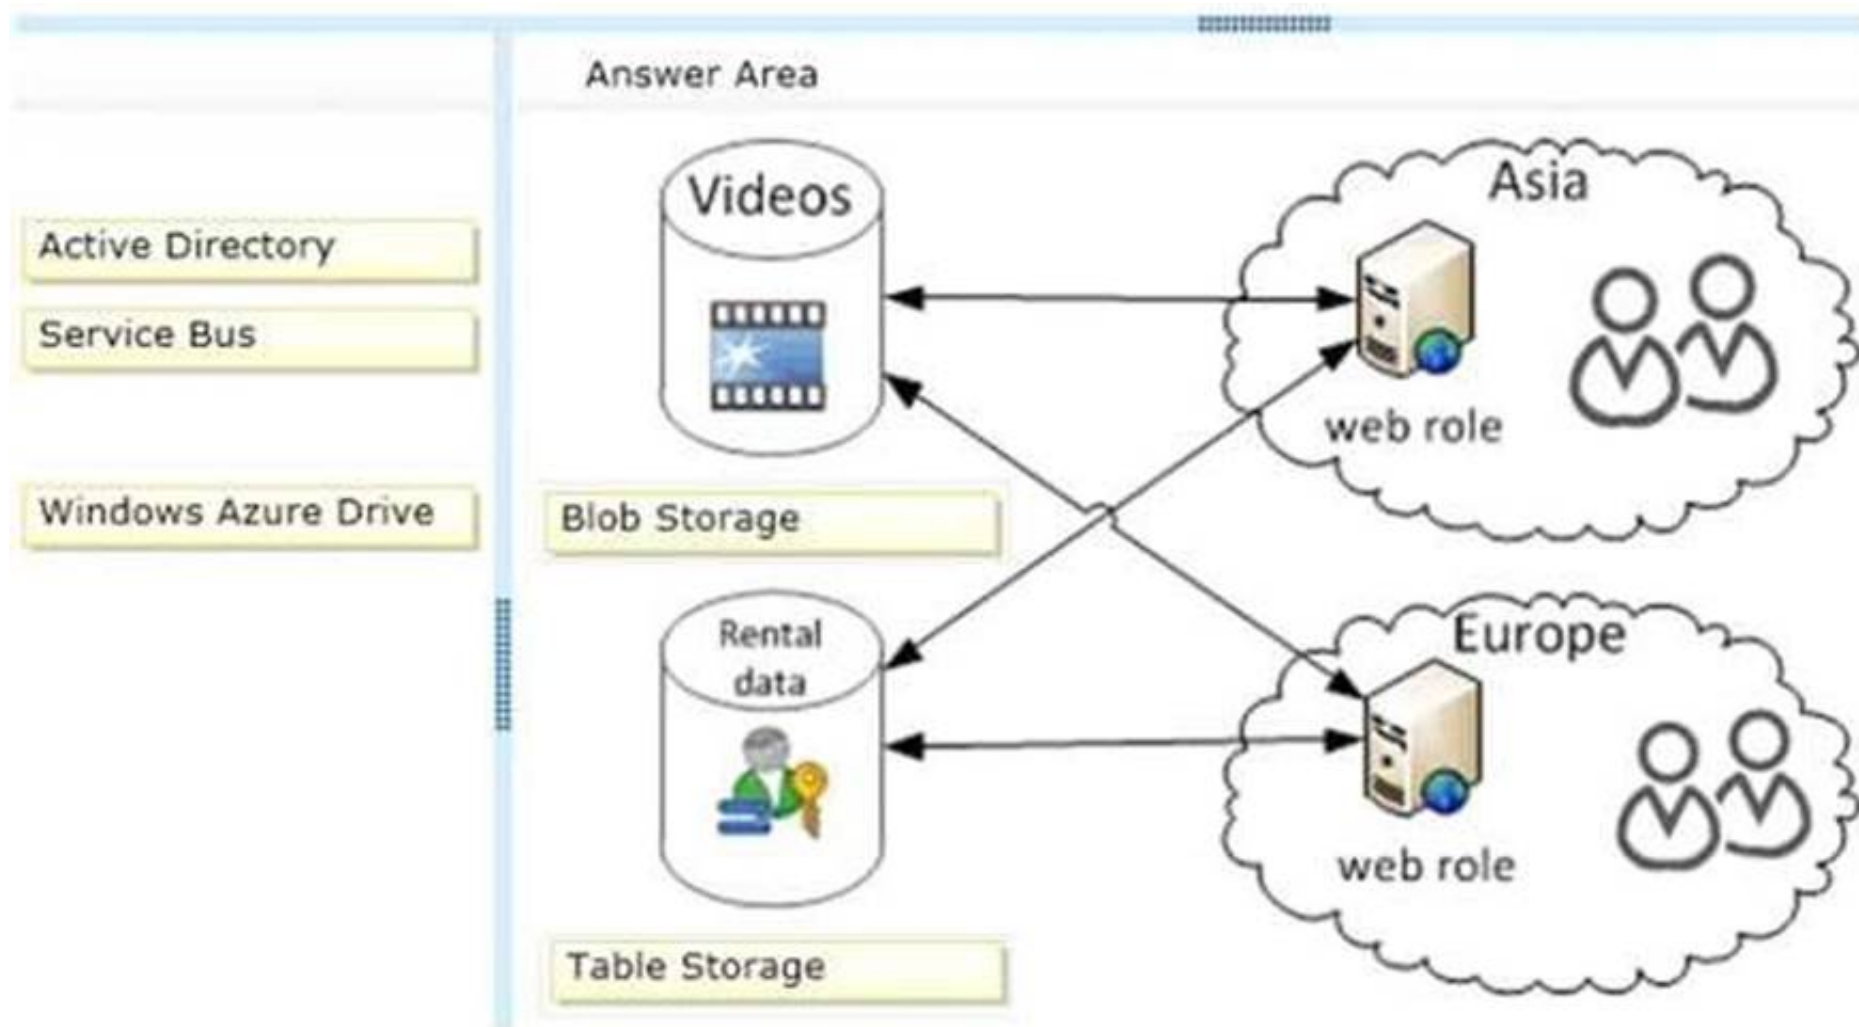 Answer Area
Active Directory
Service Bus
Windows Azure Drive
Videos
Blob Storage
Rental
data
Table Storage
Asia
web role
Europe
web role